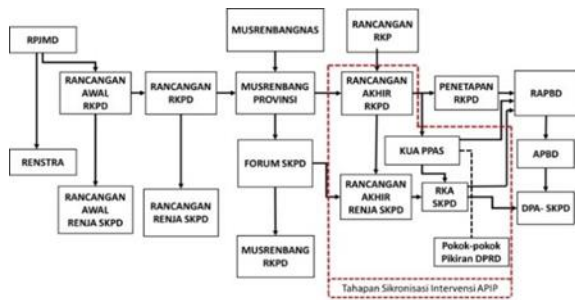 MUSRENBANGNAS
RANCANGAN
RKP
RPJMD
RANCANGAN
AWAL
RKPD
RANCANGAN
RKPD
MUSRENBANG
PROVINSI
RANCANGAN
AKHIR
RKPD
PENETAPAN
RKPD
RAPBD
RENSTRA
FORUM SKPD
KUA PPAS
APBD
RANCANGAN
AWAL
RENJA SKPD
RANCANGAN
RENJA SKPD
RANCANGAN
AKHIR
RENJA SKPD
RKA
SKPD
DPA- SKPD
MUSRENBANG
RKPD
Pokok-pokok
Pikiran DPRD
Tahapan Sikronisasi Intervensi APIP